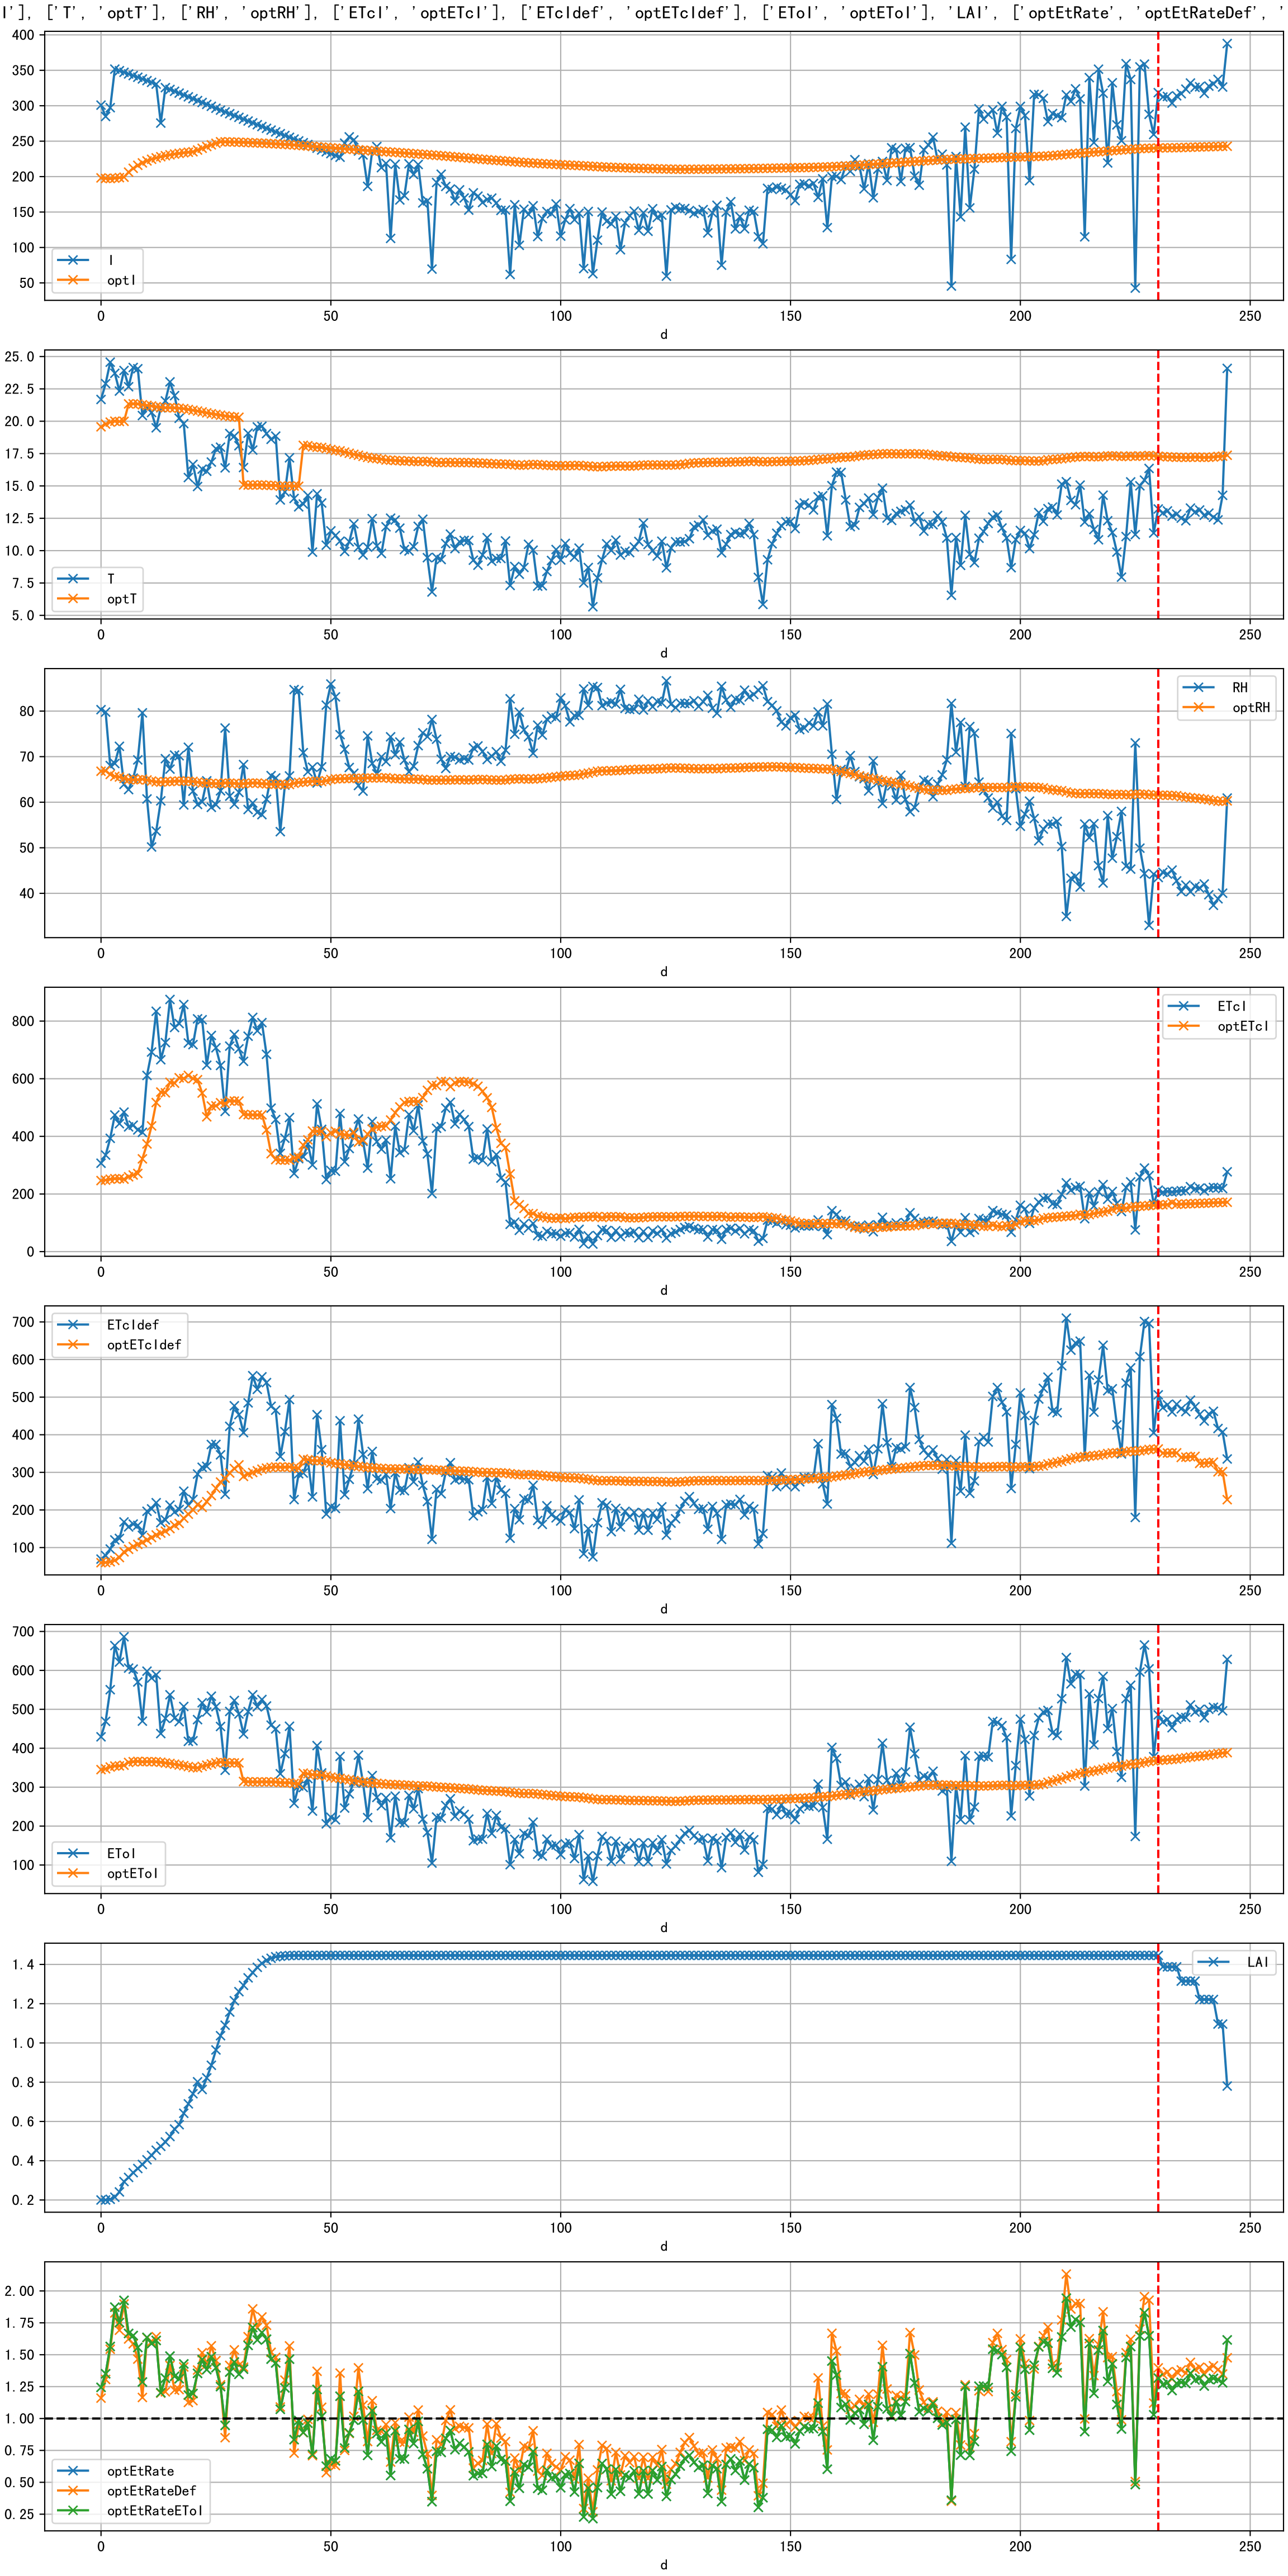 I'], ['T', 'optT'], ['RH', 'optRH'], ['ETcI', 'optETcI'], ['ETcIdef', 'optETcIdef'], ['EToI', 'optEToI'], 'LAI', ['optEtRate', 'optEtRateDef', '
400
350
300
250
200
150
100
50
I
optI
0 50 100 150 200 250
d
25.0
22.5
20.0
17.5
15.0
12.5
10.0
7.5
5.0
T
optT
0 50 100 150 200 250
d
80
70
60
50
40
RH
optRH
0 50 100 150 200 250
d
800
600
400
200
0
ETcI
optETcI
0 50 100 150 200 250
d
700
600
500
400
300
200
100
ETcIdef
optETcIdef
0 50 100 150 200 250
d
700
600
500
400
300
200
100
EToI
optEToI
0 50 100 150 200 250
d
1.4
1.2
1.0
0.8
0.6
0.4
0.2
LAI
0 50 100 150 200 250
d
2.00
1.75
1.50
1.25
1.00
0.75
0.50
0.25
optEtRate
optEtRateDef
optEtRateEToI
0 50 100 150 200 250
d